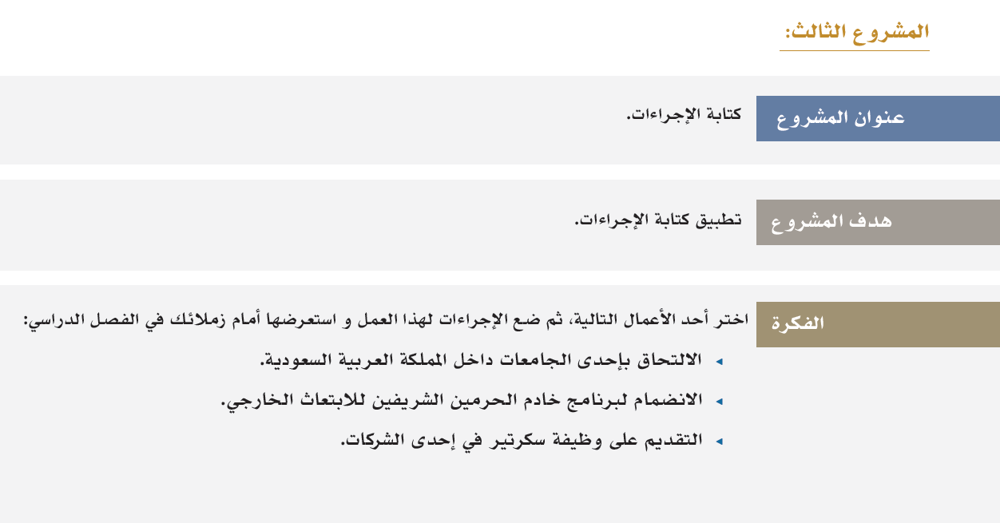 المشروع الثالث:
عنوان المشروع
كتابة الإجراءات.
هدف المشروع
تطبيق كتابة الإجراءات.
الفكرة
اختر أحد الأعمال التالية، ثم ضع الإجراءات لهذا العمل و استعرضها أمام زملائك في الفصل الدراسي:
الالتحاق بإحدى الجامعات داخل المملكة العربية السعودية.
الانضمام لبرنامج خادم الحرمين الشريفين للابتعاث الخارجي.
التقديم على وظيفة سكرتير في إحدى الشركات.